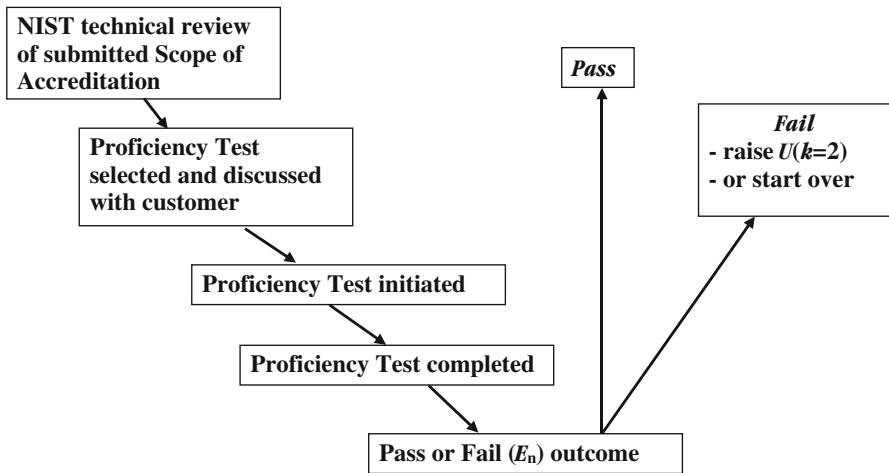 NIST technical review
of submitted Scope of
Accreditation
Pass
Fail
- raise U(k=2)
- or start over
Proficiency Test
selected and discussed
with customer
Proficiency Test initiated
Proficiency Test completed
Pass or Fail (Eₙ) outcome